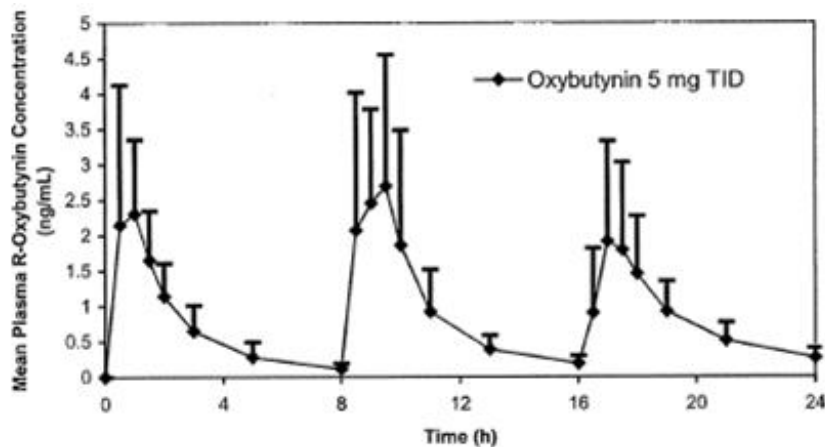 Mean Plasma R-Oxybutynin Concentration
(ng/mL)
5
4.5
4
3.5
3
2.5
2
1.5
1
0.5
0
Oxybutynin 5 mg TID
0 4 8 12 16 20 24
Time (h)